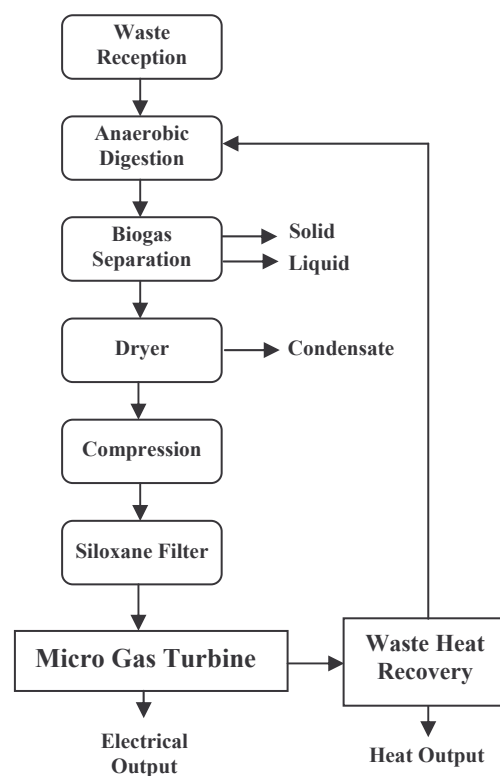 Waste
Reception
Anaerobic
Digestion
Biogas
Separation
Solid
Liquid
Dryer
Condensate
Compression
Siloxane Filter
Micro Gas Turbine
Waste Heat
Recovery
Electrical
Output
Heat Output